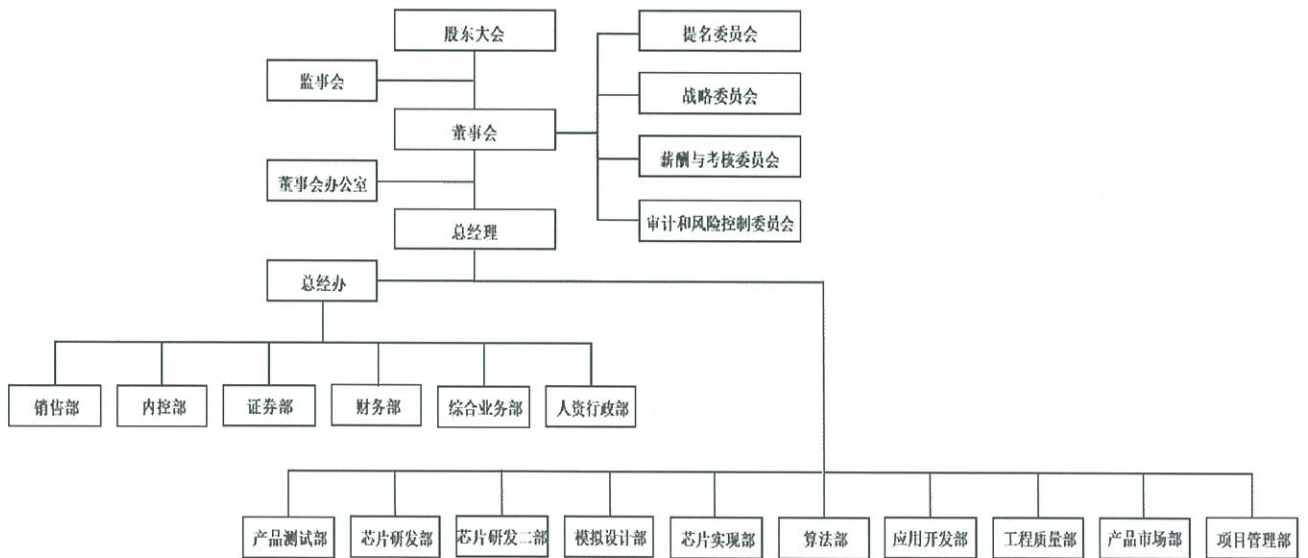 股东大会
提名委员会
监事会
战略委员会
董事会
薪酬与考核委员会
董事会办公室
审计和风险控制委员会
总经理
总经办
销售部
内控部
证券部
财务部
综合业务部
人资行政部
产品测试部
芯片研发部
芯片研发二部
模拟设计部
芯片实现部
算法部
应用开发部
工程质量部
产品市场部
项目管理部